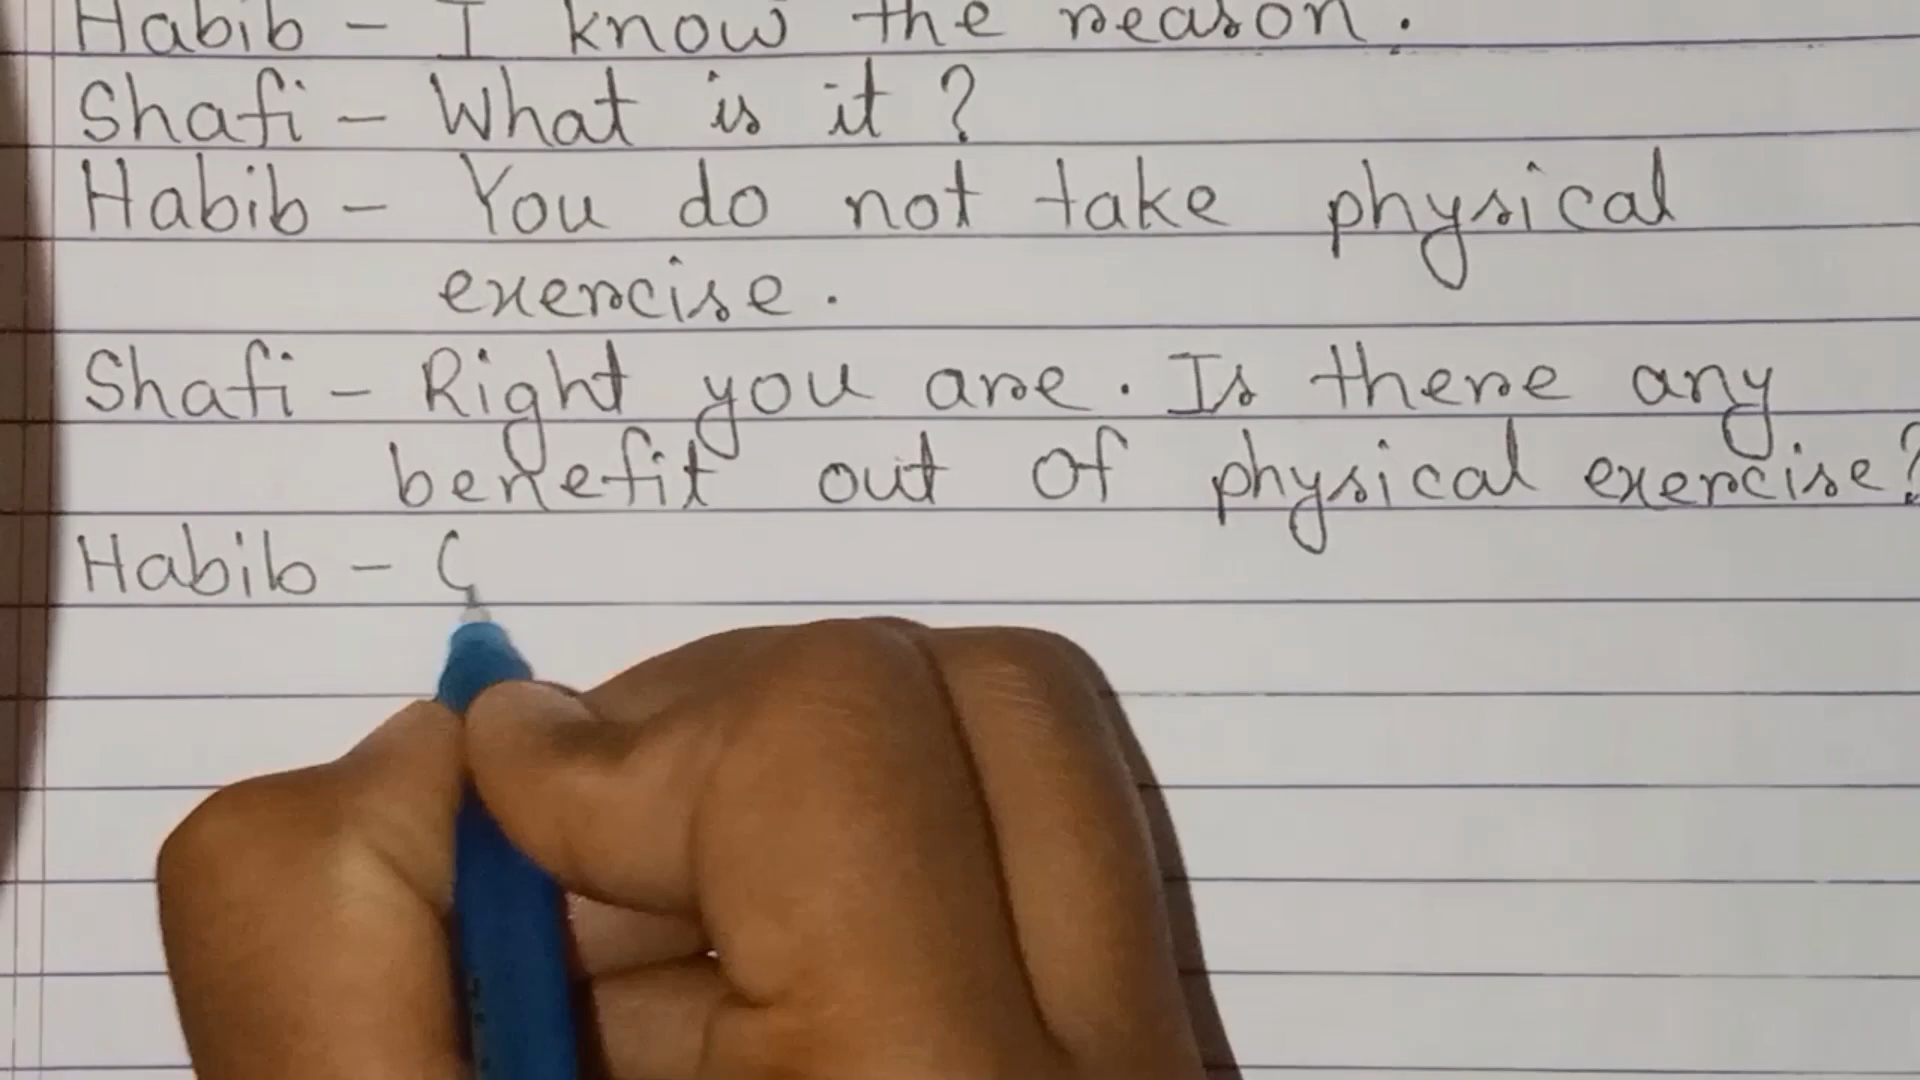 Habib - I know the reason.
Shafi - What is it?
Habib - You do not take physical
exercise.
Shafi - Right you are. Is there any
benefit out of physical exercise?
Habib -